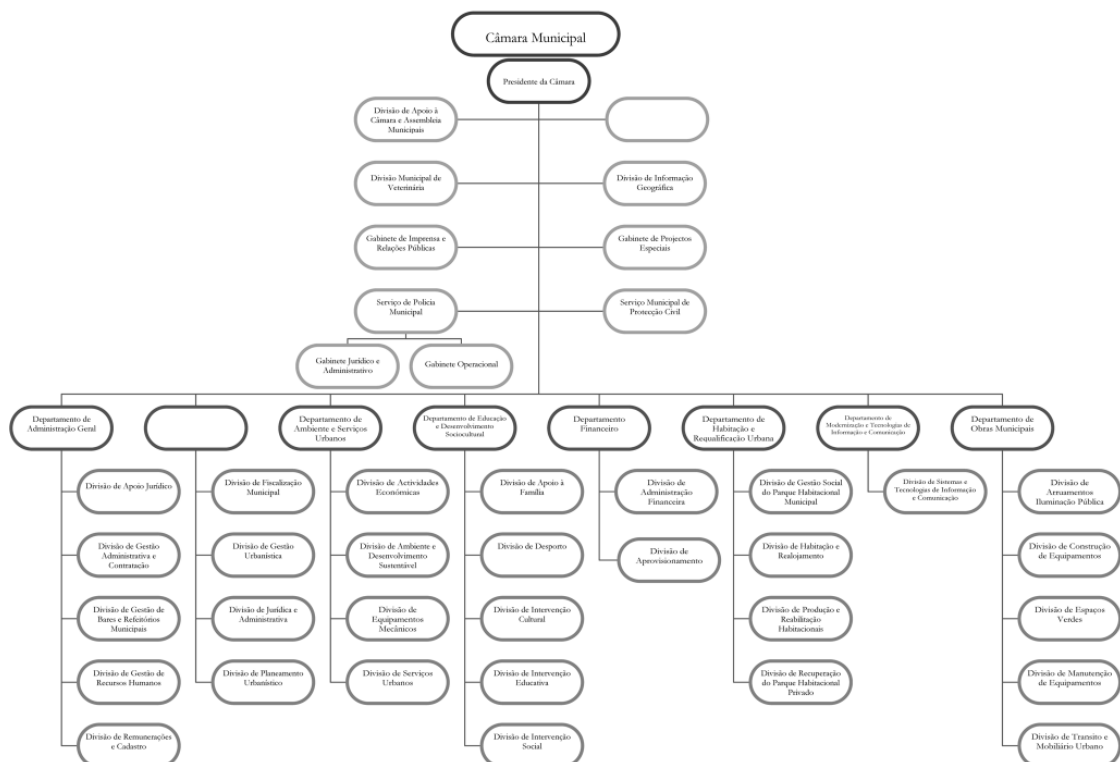 Câmara Municipal
Presidente da Câmara
Divisão de Apoio à
Câmara e Assembleia
Municipais
Divisão Municipal de
Veterinária
Divisão de Informação
Geográfica
Gabinete de Imprensa e
Relações Públicas
Gabinete de Projectos
Especiais
Serviço de Polícia
Municipal
Serviço Municipal de
Protecção Civil
Gabinete Jurídico e
Administrativo
Gabinete Operacional
Departamento de
Administração Geral
Departamento de
Ambiente e Serviços
Urbanos
Departamento de Educação
e Desenvolvimento
Sociocultural
Departamento
Financeiro
Departamento de
Habitação e
Requalificação Urbana
Departamento de
Modernização e Tecnologias de
Informação e Comunicação
Departamento de
Obras Municipais
Divisão de Apoio Jurídico
Divisão de Gestão
Administrativa e
Contratação
Divisão de Gestão de
Bares e Refeitórios
Municipais
Divisão de Gestão de
Recursos Humanos
Divisão de Remunerações
e Cadastro
Divisão de Fiscalização
Municipal
Divisão de Gestão
Urbanística
Divisão de Jurídica e
Administrativa
Divisão de Planeamento
Urbanístico
Divisão de Actividades
Económicas
Divisão de Ambiente e
Desenvolvimento
Sustentável
Divisão de
Equipamentos
Mecânicos
Divisão de Serviços
Urbanos
Divisão de Apoio à
Família
Divisão de Desporto
Divisão de Intervenção
Cultural
Divisão de Intervenção
Educativa
Divisão de Intervenção
Social
Divisão de
Administração
Financeira
Divisão de
Aprovisionamento
Divisão de Gestão Social
do Parque Habitacional
Municipal
Divisão de Habitação e
Realojamento
Divisão de Produção e
Reabilitação
Habitacionais
Divisão de Recuperação
do Parque Habitacional
Privado
Divisão de Sistemas e
Tecnologias de Informação
e Comunicação
Divisão de
Arruamentos
Iluminação Pública
Divisão de Construção
de Equipamentos
Divisão de Espaços
Verdes
Divisão de Manutenção
de Equipamentos
Divisão de Transito e
Mobiliário Urbano